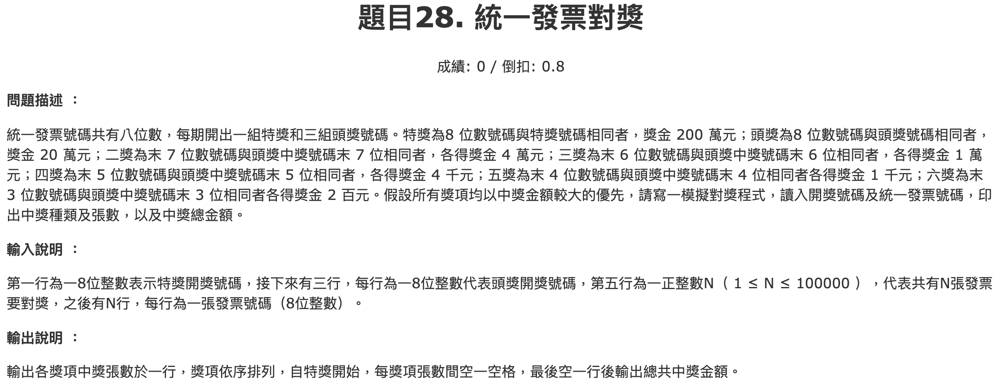 題目28. 統一發票對獎
成績: 0 / 倒扣: 0.8
問題描述 ：
統一發票號碼共有八位數，每期開出一組特獎和三組頭獎號碼。特獎為8 位數號碼與特獎號碼相同者，獎金 200 萬元；頭獎為8 位數號碼與頭獎號碼相同者，
獎金 20 萬元；二獎為末 7 位數號碼與頭獎中獎號碼末 7 位相同者，各得獎金 4 萬元；三獎為末 6 位數號碼與頭獎中獎號碼末 6 位相同者，各得獎金 1 萬
元；四獎為末 5 位數號碼與頭獎中獎號碼末 5 位相同者，各得獎金 4 千元；五獎為末 4 位數號碼與頭獎中獎號碼末 4 位相同者各得獎金 1 千元；六獎為末
3 位數號碼與頭獎中獎號碼末 3 位相同者各得獎金 2 百元。假設所有獎項均以中獎金額較大的優先，請寫一模擬對獎程式，讀入開獎號碼及統一發票號碼，印
出中獎種類及張數，以及中獎總金額。
輸入說明 ：
第一行為一8位整數表示特獎開獎號碼，接下來有三行，每行為一8位整數代表頭獎開獎號碼，第五行為一正整數N（ 1 ≤ N ≤ 100000 ），代表共有N張發票
要對獎，之後有N行，每行為一張發票號碼（8位整數）。
輸出說明 ：
輸出各獎項中獎張數於一行，獎項依序排列，自特獎開始，每獎項張數間空一空格，最後空一行後輸出總共中獎金額。